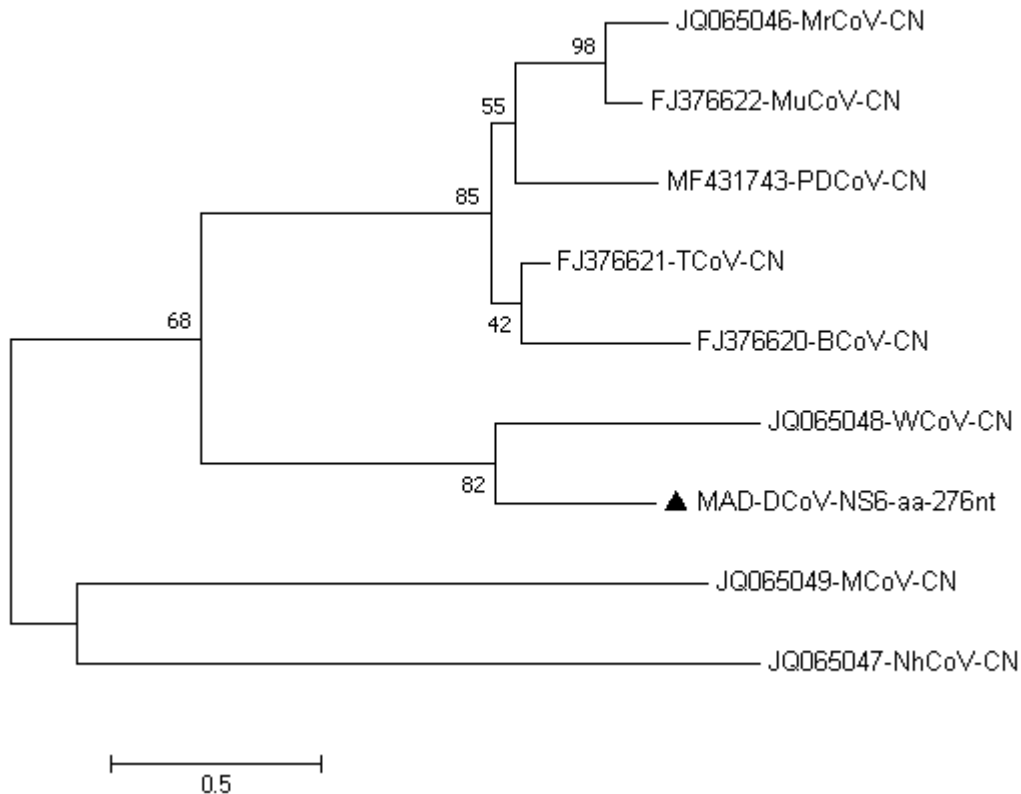 JQ065046-MrCoV-CN
98
FJ376622-MuCoV-CN
55
MF431743-PDCoV-CN
85
FJ376621-TCoV-CN
68
42
FJ376620-BCoV-CN
JQ065048-WCoV-CN
82
MAD-DCoV-NS6-aa-276nt
JQ065049-MCoV-CN
JQ065047-NhCoV-CN
0.5